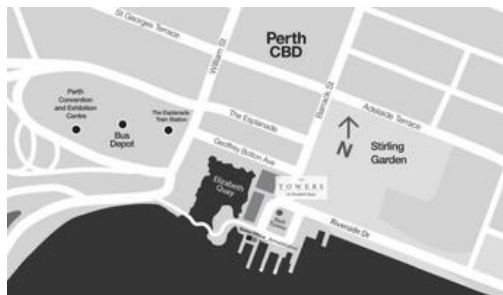 St Georges Terrace
William St
Perth
CBD
Barrack St
Adelaide Terrace
Perth
Convention
and Exhibition
Centre
Bus
Depot
The Esplanade
Train Station
The Esplanade
Geoffrey Bolton Ave
N
Stirling
Garden
Elizabeth
Quay
TOWERS
Riverside Dr